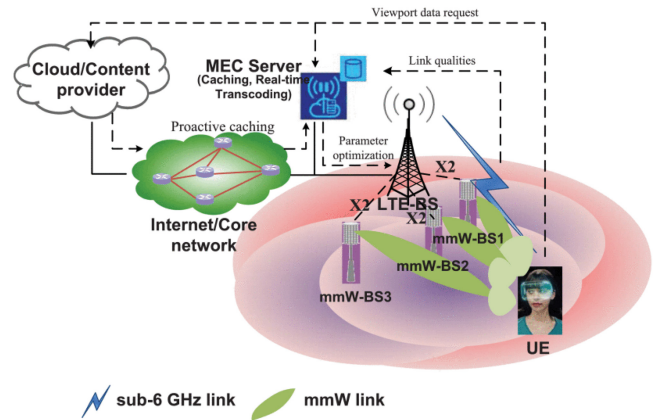 Viewport data request
Cloud/Content
provider
MEC Server
(Caching, Real-time
Transcoding)
Link qualities
Proactive caching
Parameter
optimization
Internet/Core
network
X2
X2
LTE-BS
X2
mmW-BS1
mmW-BS2
mmW-BS3
UE
sub-6 GHz link
mmW link